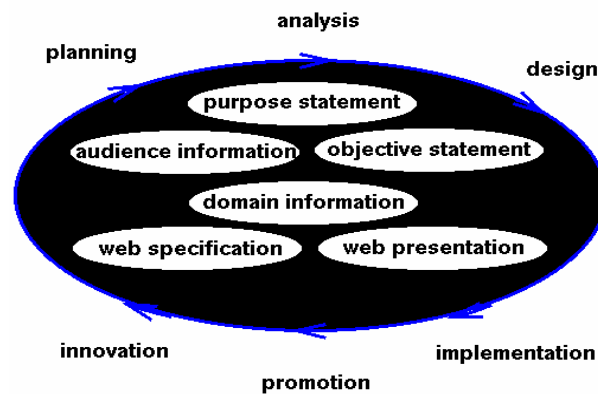 analysis
planning
design
purpose statement
audience information
objective statement
domain information
web specification
web presentation
innovation
implementation
promotion